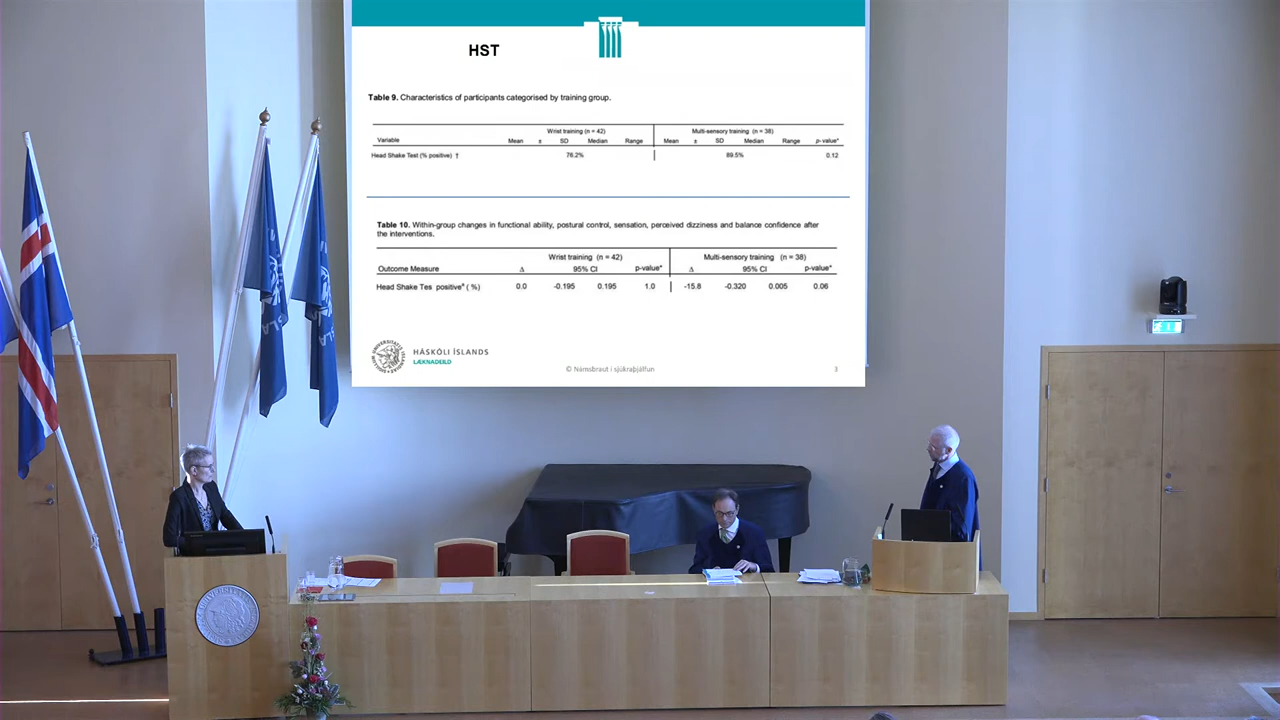 HST
Table 9. Characteristics of participants categorised by training group.
Wrist training (n = 42) Multi-sensory training (n = 38)
Variable Mean ± SD Median Range Mean ± SD Median Range p-value*
Head Shake Test (% positive) † 76.2% 89.5% 0.12
Table 10. Within-group changes in functional ability, postural control, sensation, perceived dizziness and balance confidence after
the interventions.
Wrist training (n = 42) Multi-sensory training (n = 38)
Outcome Measure Δ 95% CI p-value* Δ 95% CI p-value*
Head Shake Tes positiveª (%) 0.0 -0.195 0.195 1.0 -15.8 -0.320 0.005 0.06
HÁSKÓLI ÍSLANDS
LÆKNADEILD
© Námsbraut í sjúkraþjálfun
3